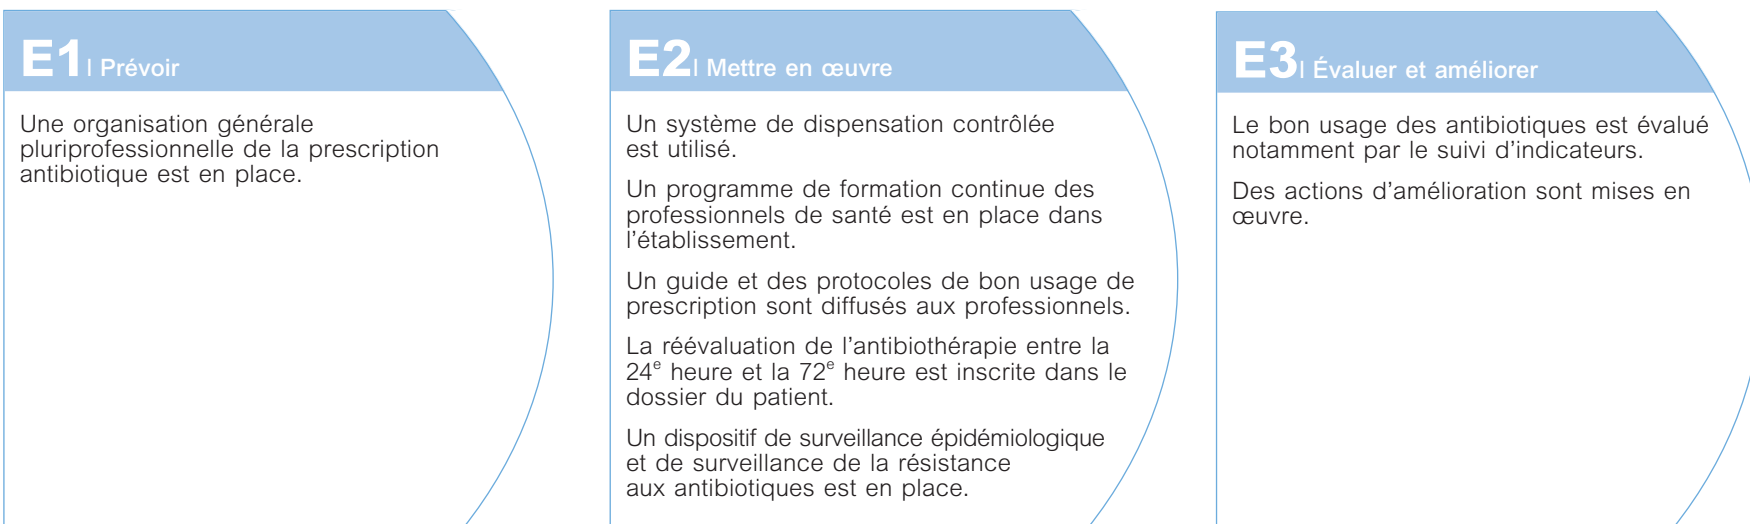 E1 | Prévoir
Une organisation générale
pluriprofessionnelle de la prescription
antibiotique est en place.
E2 | Mettre en œuvre
Un système de dispensation contrôlée
est utilisé.
Un programme de formation continue des
professionnels de santé est en place dans
l’établissement.
Un guide et des protocoles de bon usage de
prescription sont diffusés aux professionnels.
La réévaluation de l’antibiothérapie entre la
24e heure et la 72e heure est inscrite dans le
dossier du patient.
Un dispositif de surveillance épidémiologique
et de surveillance de la résistance
aux antibiotiques est en place.
E3 | Évaluer et améliorer
Le bon usage des antibiotiques est évalué
notamment par le suivi d’indicateurs.
Des actions d’amélioration sont mises en
œuvre.